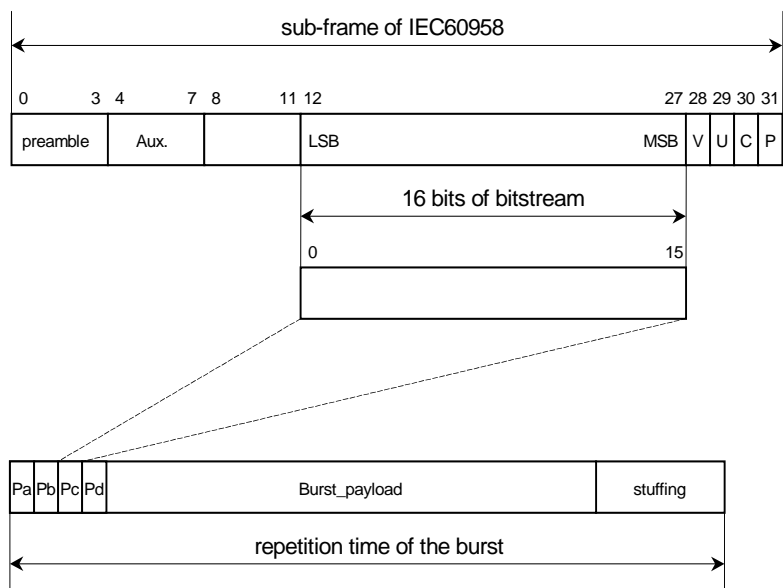 sub-frame of IEC60958
0 3 4 7 8 11 12 27 28 29 30 31
preamble Aux. LSB MSB V U C P
16 bits of bitstream
0 15
Pa Pb Pc Pd Burst_payload stuffing
repetition time of the burst